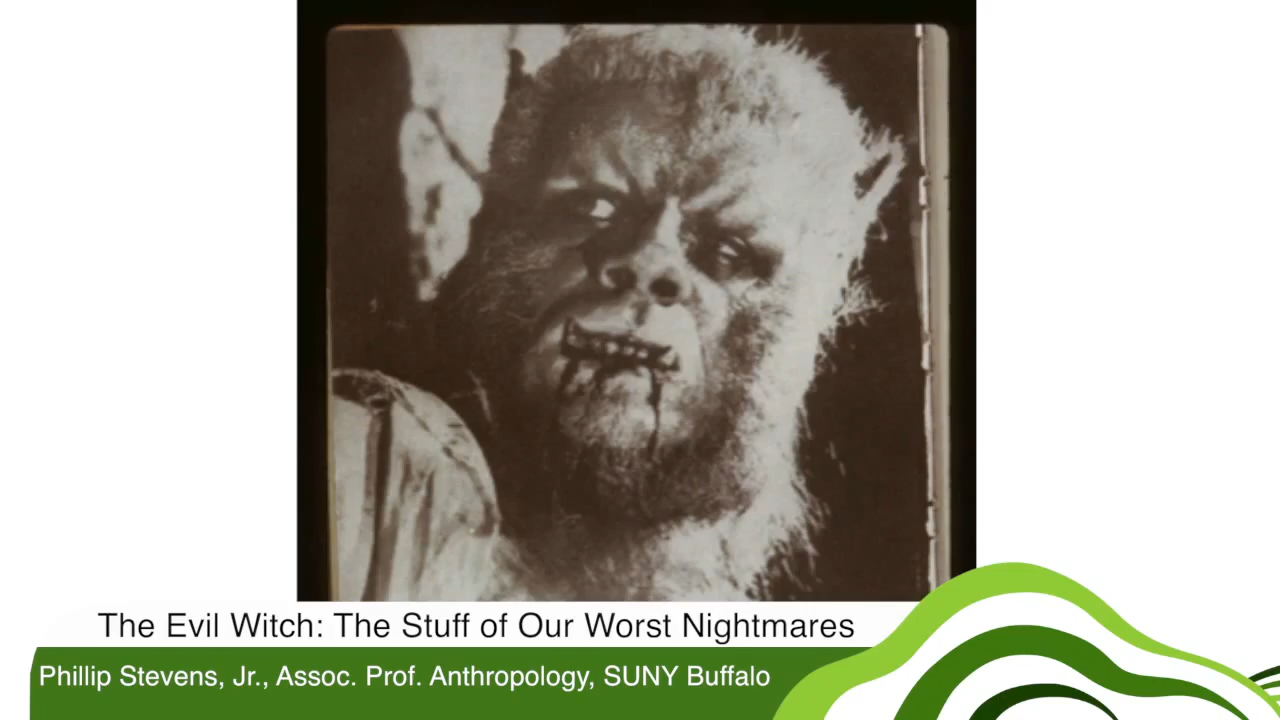 The Evil Witch: The Stuff of Our Worst Nightmares
Phillip Stevens, Jr., Assoc. Prof. Anthropology, SUNY Buffalo